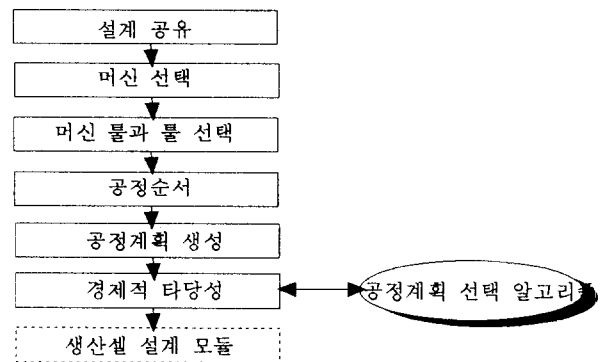 설계 공유
머신 선택
머신 툴과 툴 선택
공정순서
공정계획 생성
경제적 타당성
공정계획 선택 알고리즘
생산셀 설계 모듈